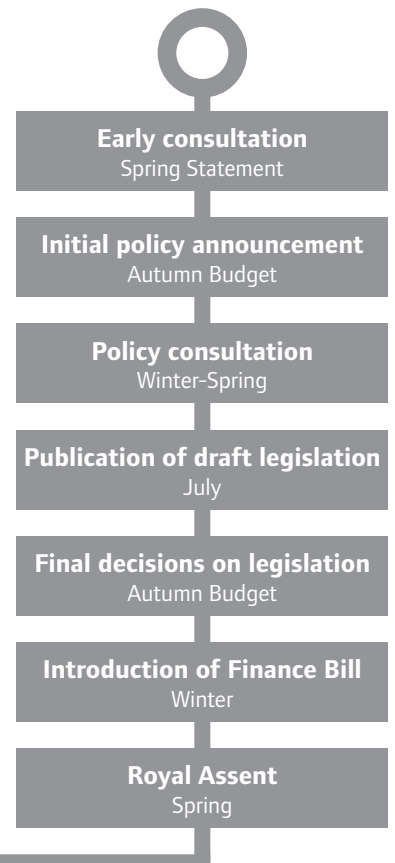 Early consultation
Spring Statement
Initial policy announcement
Autumn Budget
Policy consultation
Winter-Spring
Publication of draft legislation
July
Final decisions on legislation
Autumn Budget
Introduction of Finance Bill
Winter
Royal Assent
Spring